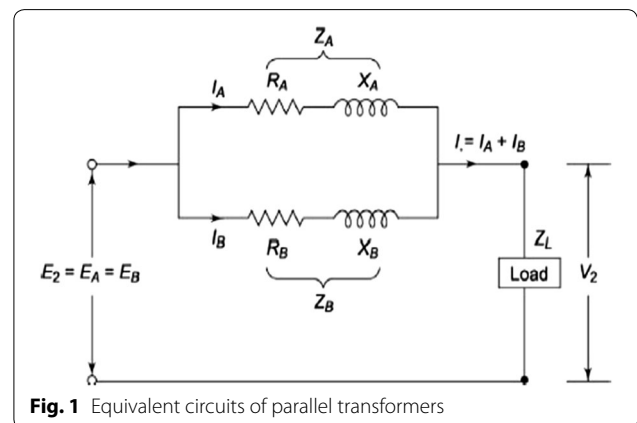 Z_A
I_A R_A X_A
I. = I_A + I_B
I_B R_B X_B Z_L
E_2 = E_A = E_B Load V_2
Z_B
Fig. 1 Equivalent circuits of parallel transformers